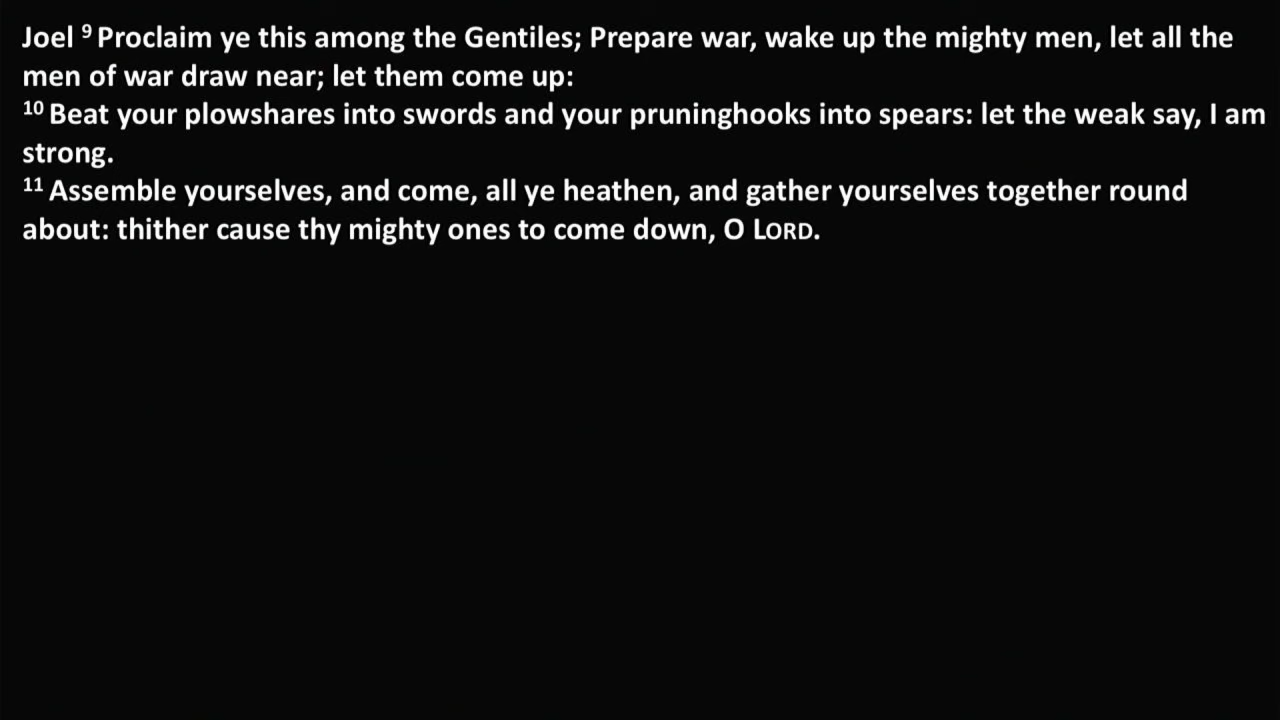 Joel ⁹ Proclaim ye this among the Gentiles; Prepare war, wake up the mighty men, let all the
men of war draw near; let them come up:
¹⁰ Beat your plowshares into swords and your pruninghooks into spears: let the weak say, I am
strong.
¹¹ Assemble yourselves, and come, all ye heathen, and gather yourselves together round
about: thither cause thy mighty ones to come down, O LORD.